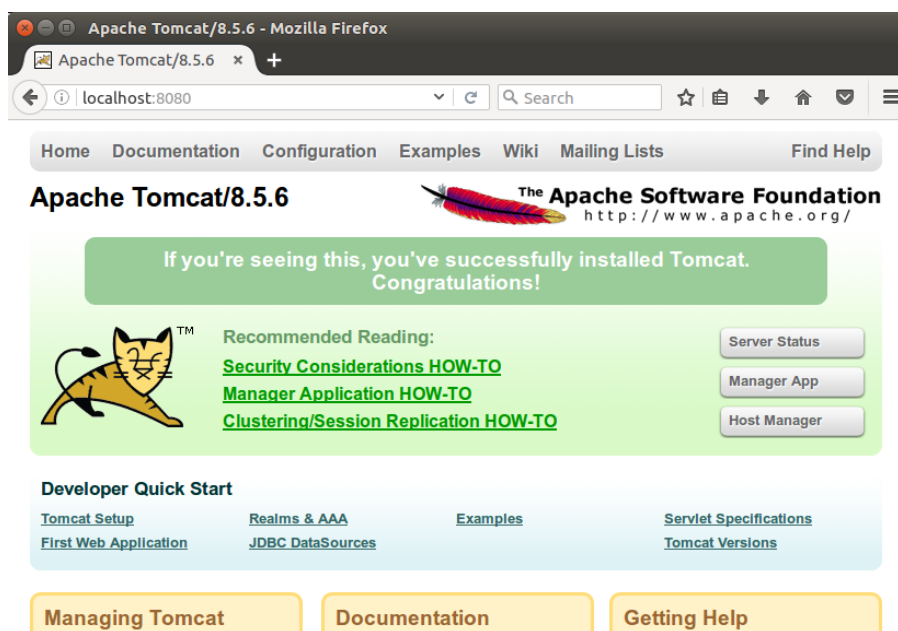 Apache Tomcat/8.5.6 - Mozilla Firefox
Apache Tomcat/8.5.6
localhost:8080
Search
Home Documentation Configuration Examples Wiki Mailing Lists Find Help
Apache Tomcat/8.5.6
The Apache Software Foundation
http://www.apache.org/
If you're seeing this, you've successfully installed Tomcat.
Congratulations!
TM
Recommended Reading:
Security Considerations HOW-TO
Manager Application HOW-TO
Clustering/Session Replication HOW-TO
Server Status
Manager App
Host Manager
Developer Quick Start
Tomcat Setup Realms & AAA Examples Servlet Specifications
First Web Application JDBC DataSources Tomcat Versions
Managing Tomcat Documentation Getting Help